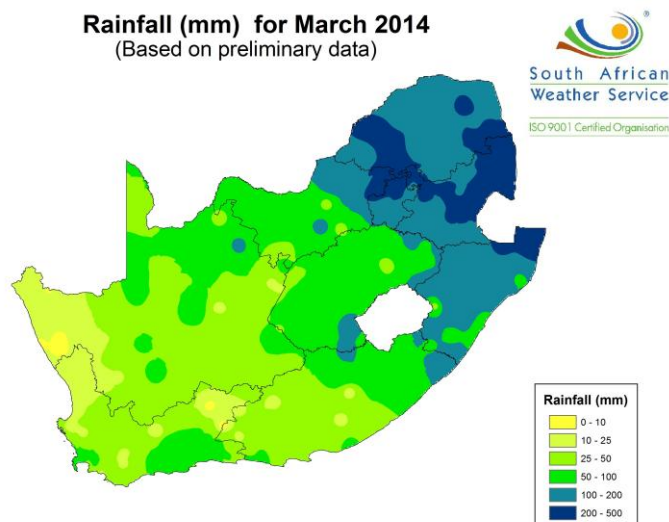 Rainfall (mm) for March 2014
(Based on preliminary data)
South African
Weather Service
ISO 9001 Certified Organisation
Rainfall (mm)
0 - 10
10 - 25
25 - 50
50 - 100
100 - 200
200 - 500